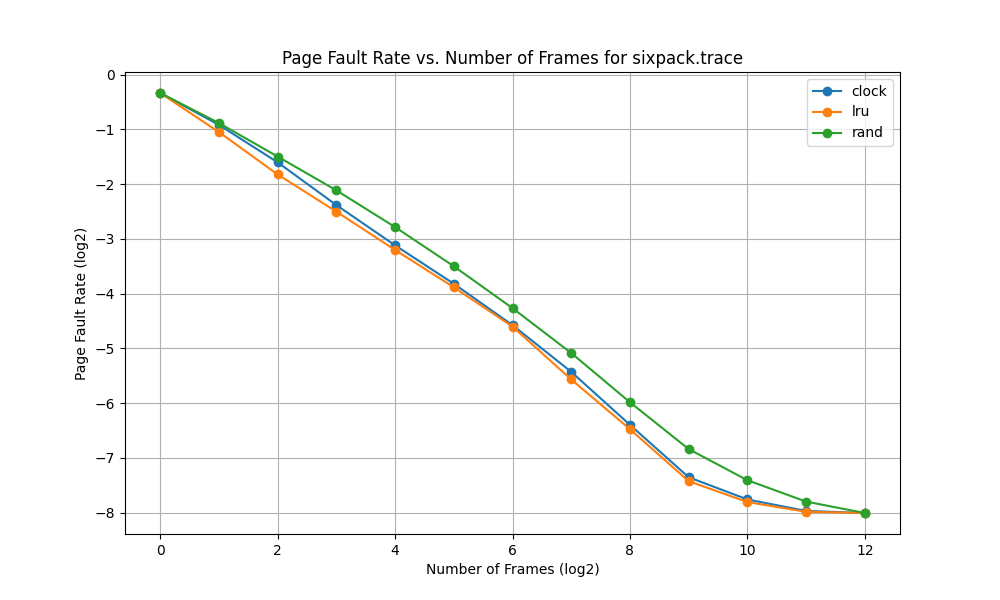 Page Fault Rate vs. Number of Frames for sixpack.trace
clock
lru
rand
Page Fault Rate (log2)
0
−1
−2
−3
−4
−5
−6
−7
−8
0 2 4 6 8 10 12
Number of Frames (log2)